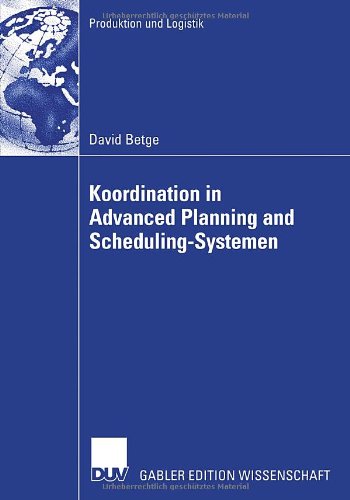 Urheberrechtlich geschütztes Material
Produktion und Logistik
David Betge
Koordination in
Advanced Planning and
Scheduling-Systemen
DUV
GABLER EDITION WISSENSCHAFT
Urheberrechtlich geschütztes Material